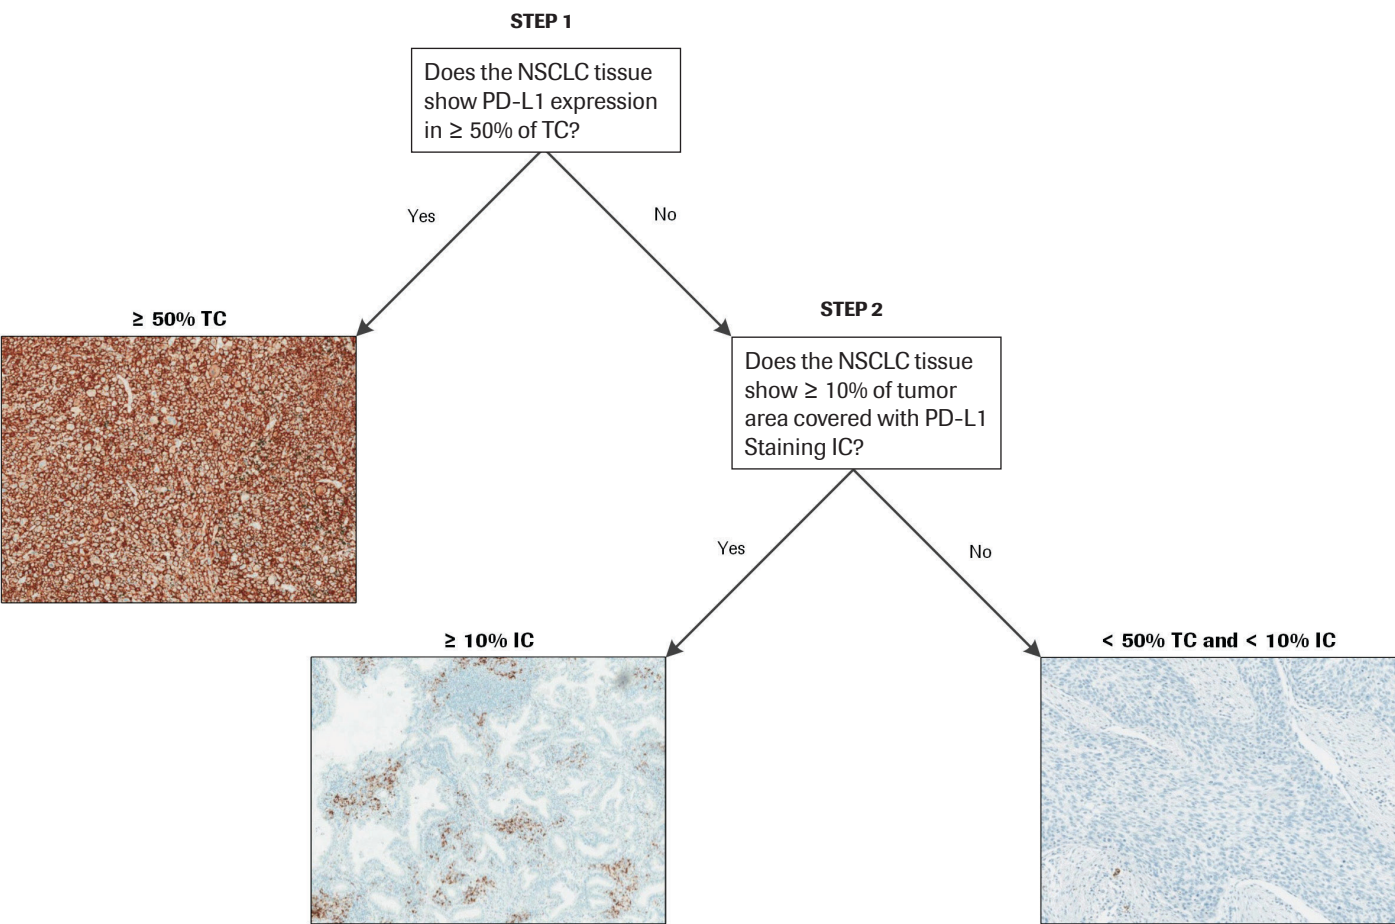 STEP 1
Does the NSCLC tissue
show PD-L1 expression
in ≥ 50% of TC?
Yes
No
≥ 50% TC
STEP 2
Does the NSCLC tissue
show ≥ 10% of tumor
area covered with PD-L1
Staining IC?
Yes
No
≥ 10% IC
< 50% TC and < 10% IC